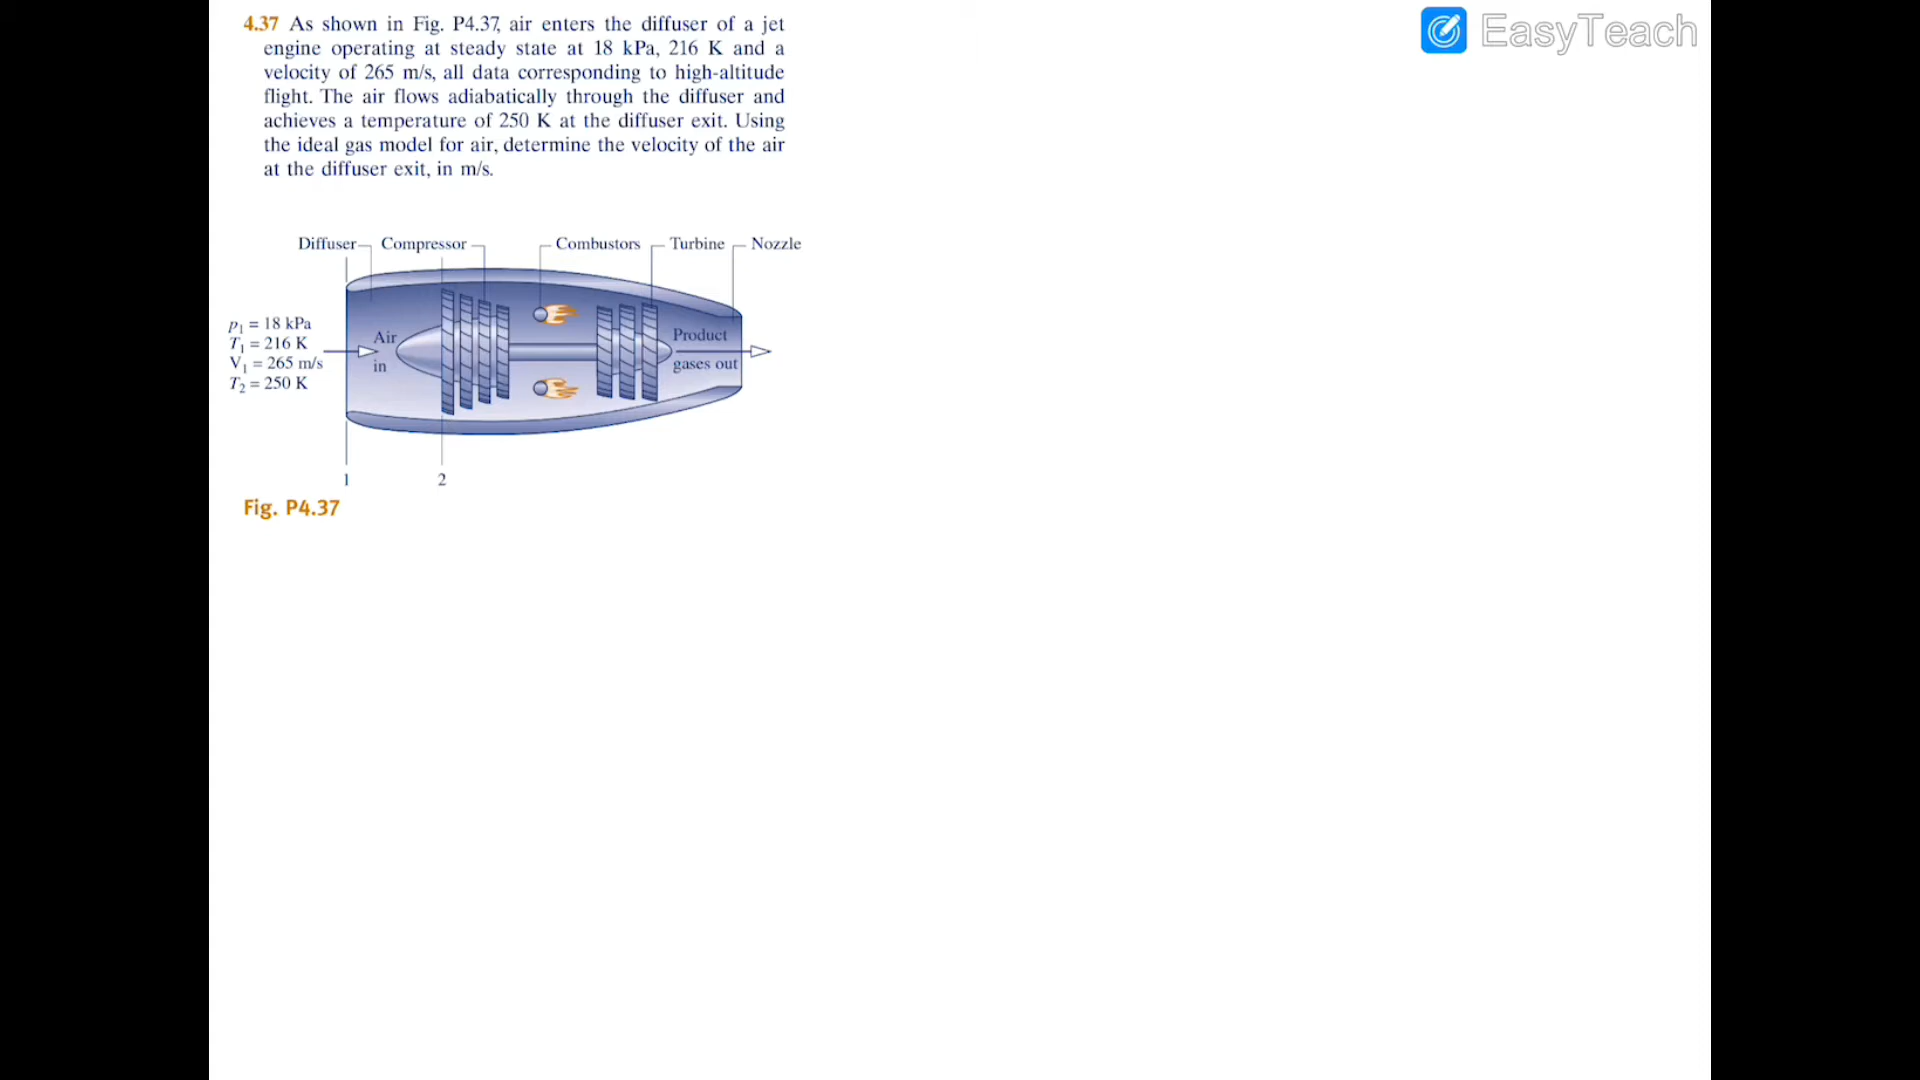 4.37 As shown in Fig. P4.37, air enters the diffuser of a jet
engine operating at steady state at 18 kPa, 216 K and a
velocity of 265 m/s, all data corresponding to high-altitude
flight. The air flows adiabatically through the diffuser and
achieves a temperature of 250 K at the diffuser exit. Using
the ideal gas model for air, determine the velocity of the air
at the diffuser exit, in m/s.
EasyTeach
Diffuser Compressor Combustors Turbine Nozzle
p₁ = 18 kPa
T₁ = 216 K
V₁ = 265 m/s
T₂ = 250 K
Air
in
Product
gases out
1 2
Fig. P4.37